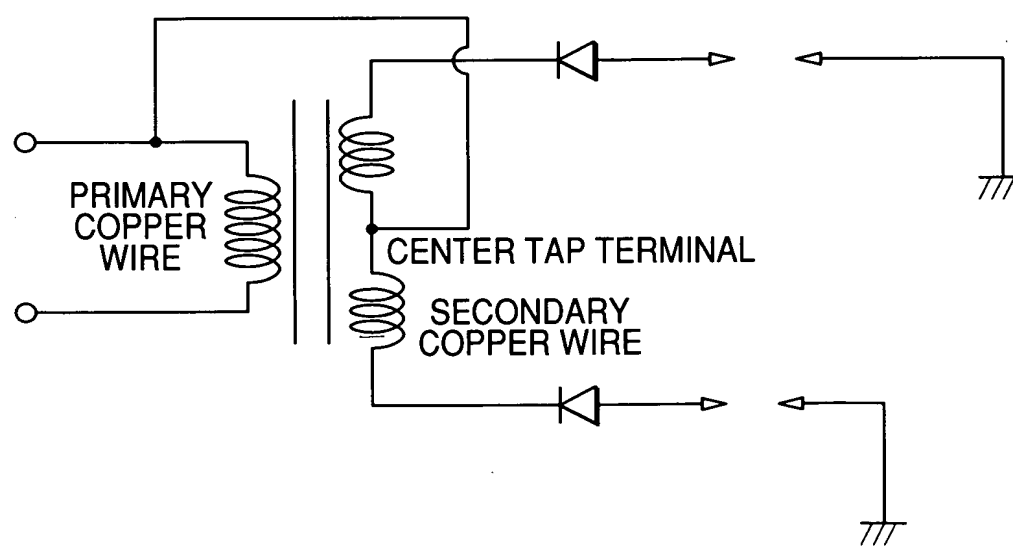 PRIMARY
COPPER
WIRE
CENTER TAP TERMINAL
SECONDARY
COPPER WIRE